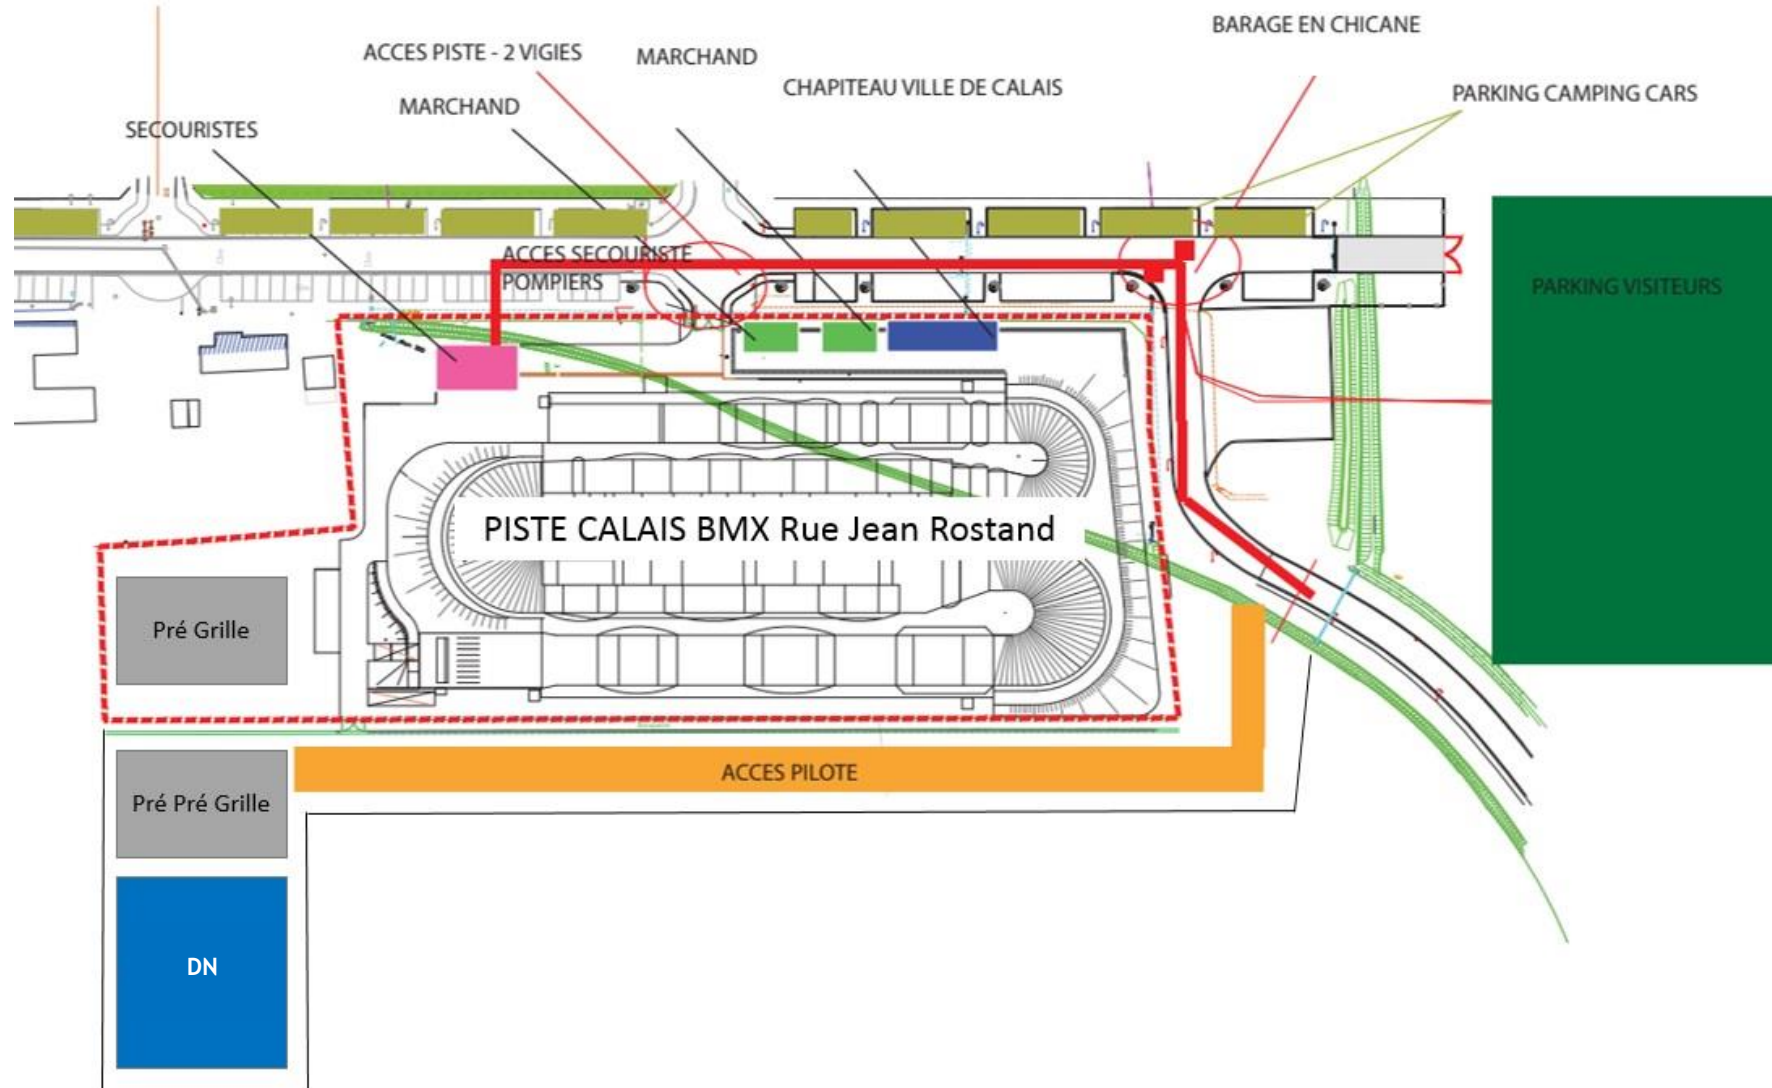 BARAGE EN CHICANE
ACCES PISTE - 2 VIGIES
MARCHAND
CHAPITEAU VILLE DE CALAIS
PARKING CAMPING CARS
MARCHAND
SECOURISTES
ACCES SECOURISTE
POMPIERS
PARKING VISITEURS
PISTE CALAIS BMX Rue Jean Rostand
Pré Grille
ACCES PILOTE
Pré Pré Grille
DN